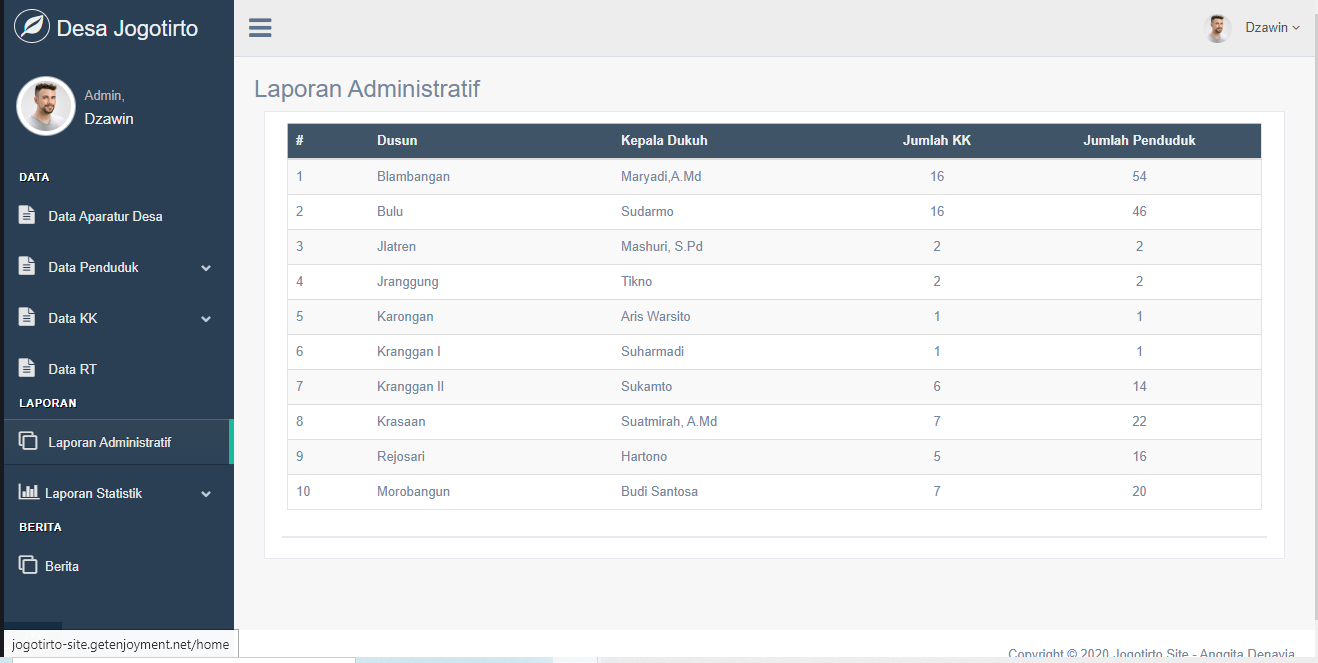 Desa Jogotirto
Dzawin
Admin,
Dzawin
DATA
Data Aparatur Desa
Data Penduduk
Data KK
Data RT
LAPORAN
Laporan Administratif
Laporan Statistik
BERITA
Berita
Laporan Administratif
# Dusun Kepala Dukuh Jumlah KK Jumlah Penduduk
1 Blambangan Maryadi,A.Md 16 54
2 Bulu Sudarmo 16 46
3 Jlatren Mashuri, S.Pd 2 2
4 Jranggung Tikno 2 2
5 Karongan Aris Warsito 1 1
6 Kranggan I Suharmadi 1 1
7 Kranggan II Sukamto 6 14
8 Krasaan Suatmirah, A.Md 7 22
9 Rejosari Hartono 5 16
10 Morobangun Budi Santosa 7 20
jogotirto-site.getenjoyment.net/home
Copyright © 2020 Jogotirto Site - Anggita Denavia